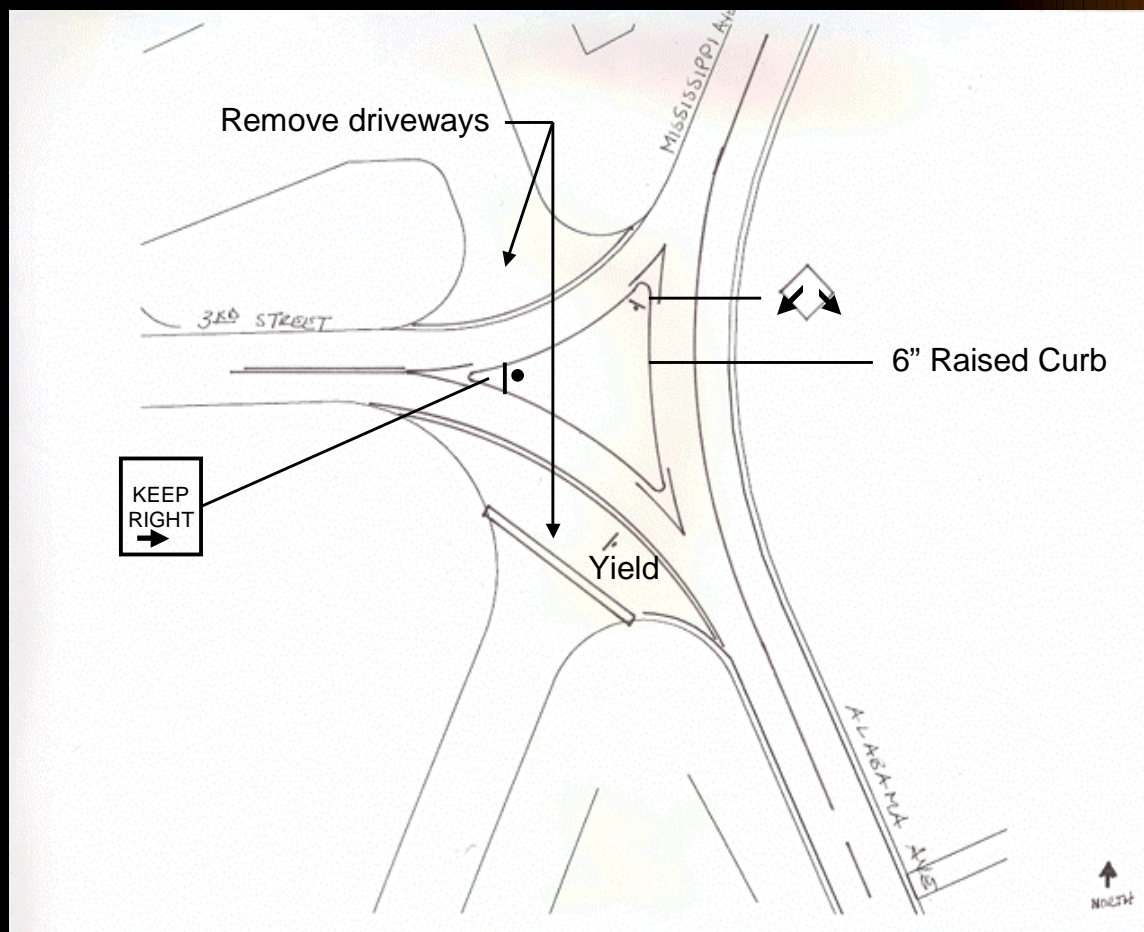 MISSISSIPPI AVE
Remove driveways
3RD STREET
6” Raised Curb
KEEP
RIGHT
Yield
ALABAMA AVE
NORTH